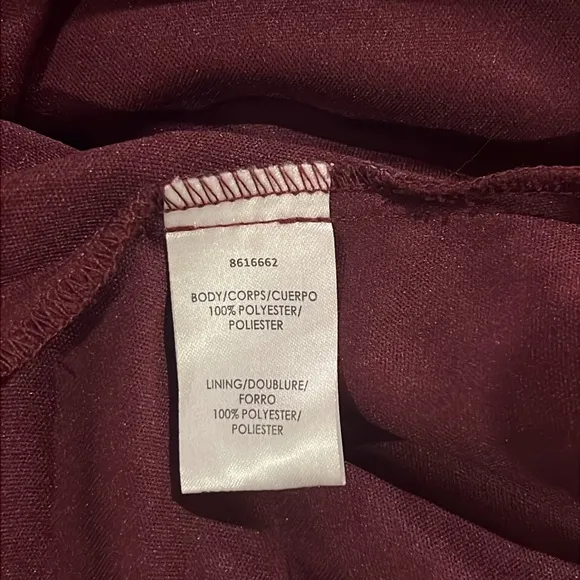 8616662
BODY/CORPS/CUERPO
100% POLYESTER/
POLIESTER
LINING/DOUBLURE/
FORRO
100% POLYESTER/
POLIESTER